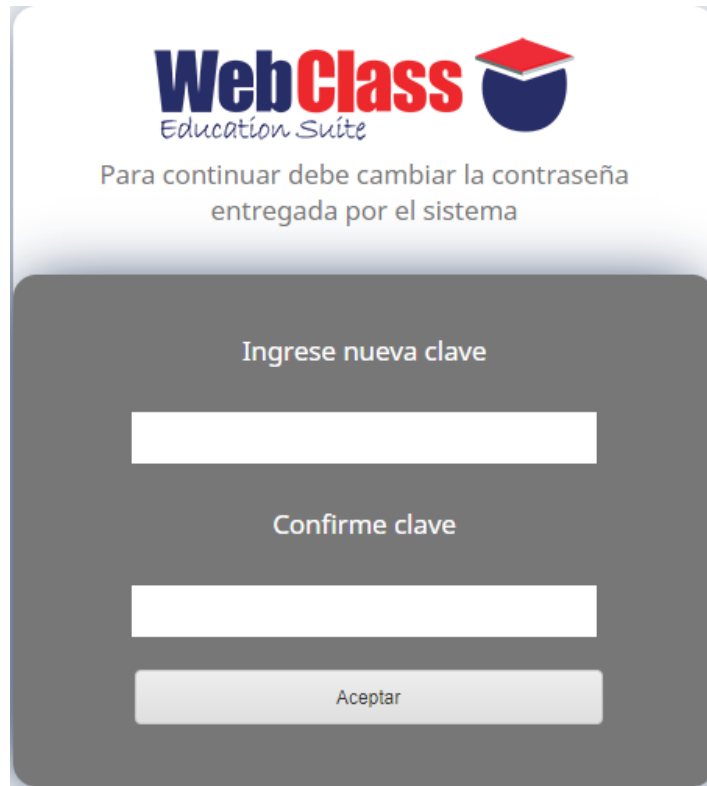 WebClass
Education Suite
Para continuar debe cambiar la contraseña
entregada por el sistema
Ingrese nueva clave
Confirme clave
Aceptar